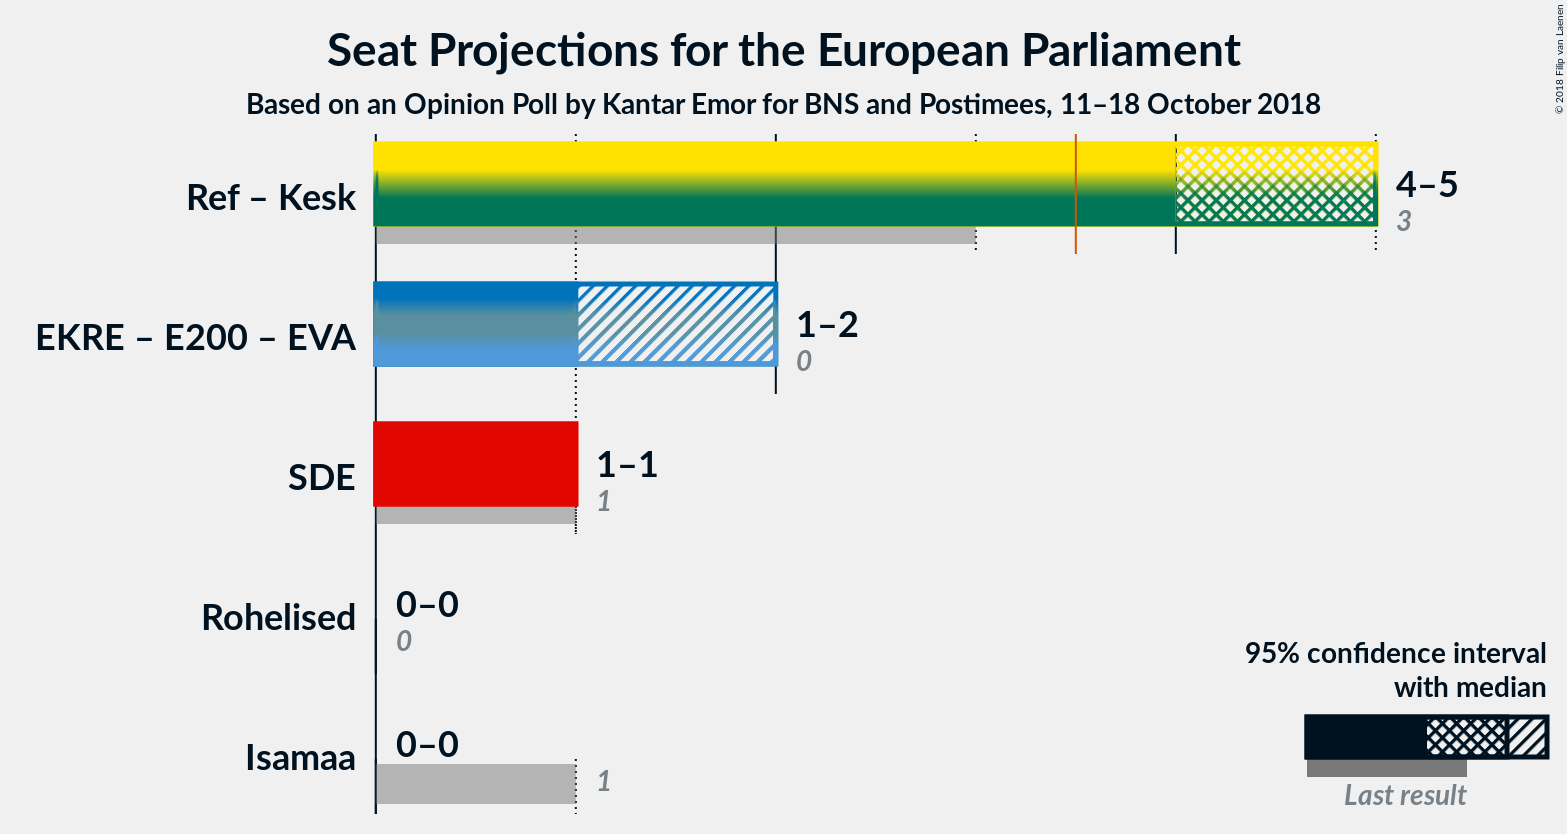 Seat Projections for the European Parliament
Based on an Opinion Poll by Kantar Emor for BNS and Postimees, 11–18 October 2018
© 2018 Filip van Laenen
Ref – Kesk
4–5
3
EKRE – E200 – EVA
1–2
0
SDE
1–1
1
Rohelised
0–0
0
Isamaa
0–0
1
95% confidence interval
with median
Last result